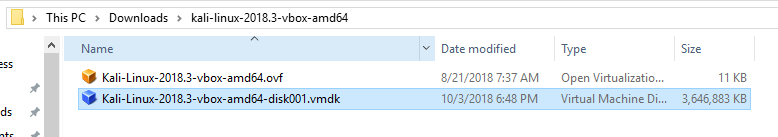 This PC > Downloads > kali-linux-2018.3-vbox-amd64
Name Date modified Type Size
ess
Kali-Linux-2018.3-vbox-amd64.ovf 8/21/2018 7:37 AM Open Virtualizatio... 11 KB
Kali-Linux-2018.3-vbox-amd64-disk001.vmdk 10/3/2018 6:48 PM Virtual Machine Di... 3,646,883 KB
ds
ents